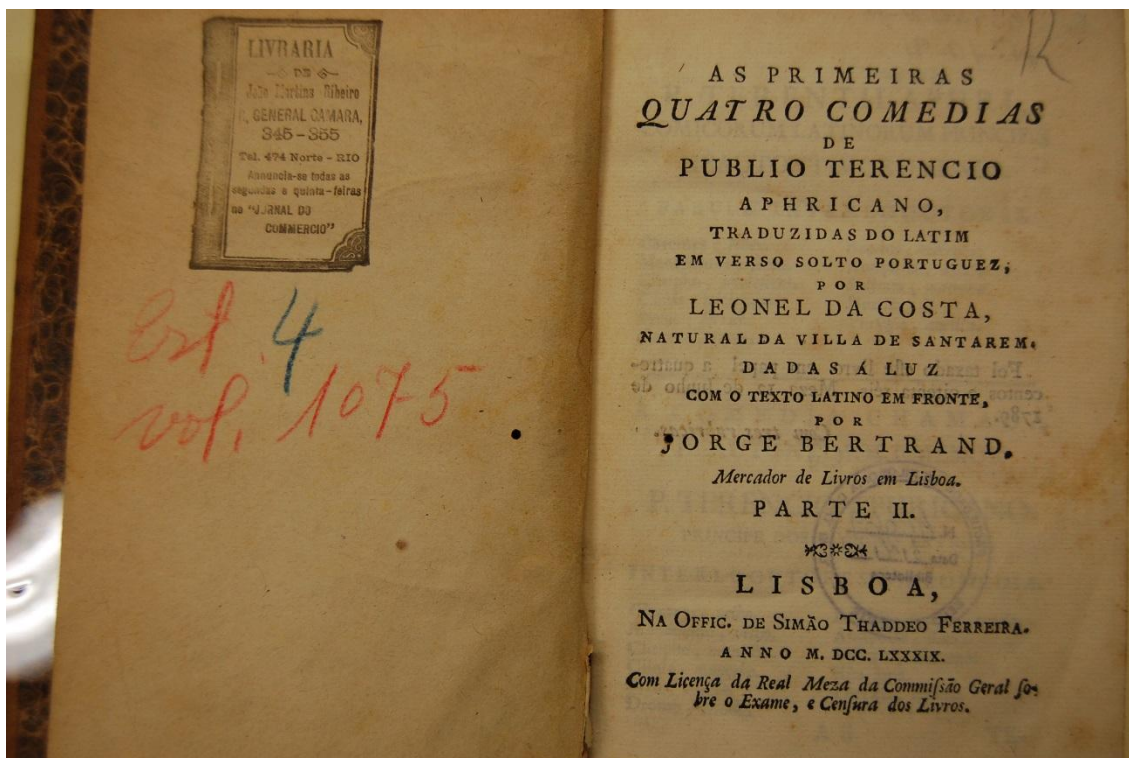 LIVRARIA
DE
João Martins Ribeiro
R. GENERAL CAMARA,
345-355
Tel. 474 Norte - RIO
Annuncia-se todas as
segundas e quinta-feiras
no "JORNAL DO
COMMERCIO"
4
vol. 1075
AS PRIMEIRAS
QUATRO COMEDIAS
DE
PUBLIO TERENCIO
APHRICANO,
TRADUZIDAS DO LATIM
EM VERSO SOLTO PORTUGUEZ,
POR
LEONEL DA COSTA,
NATURAL DA VILLA DE SANTAREM.
DADAS Á LUZ
COM O TEXTO LATINO EM FRONTE,
POR
JORGE BERTRAND.
Mercador de Livros em Lisboa.
PARTE II.
LISBOA,
NA OFFIC. DE SIMÃO THADDEO FERREIRA.
ANNO M. DCC. LXXXIX.
Com Licença da Real Meza da Commiſsão Geral ſo-
bre o Exame, e Cenſura dos Livros.